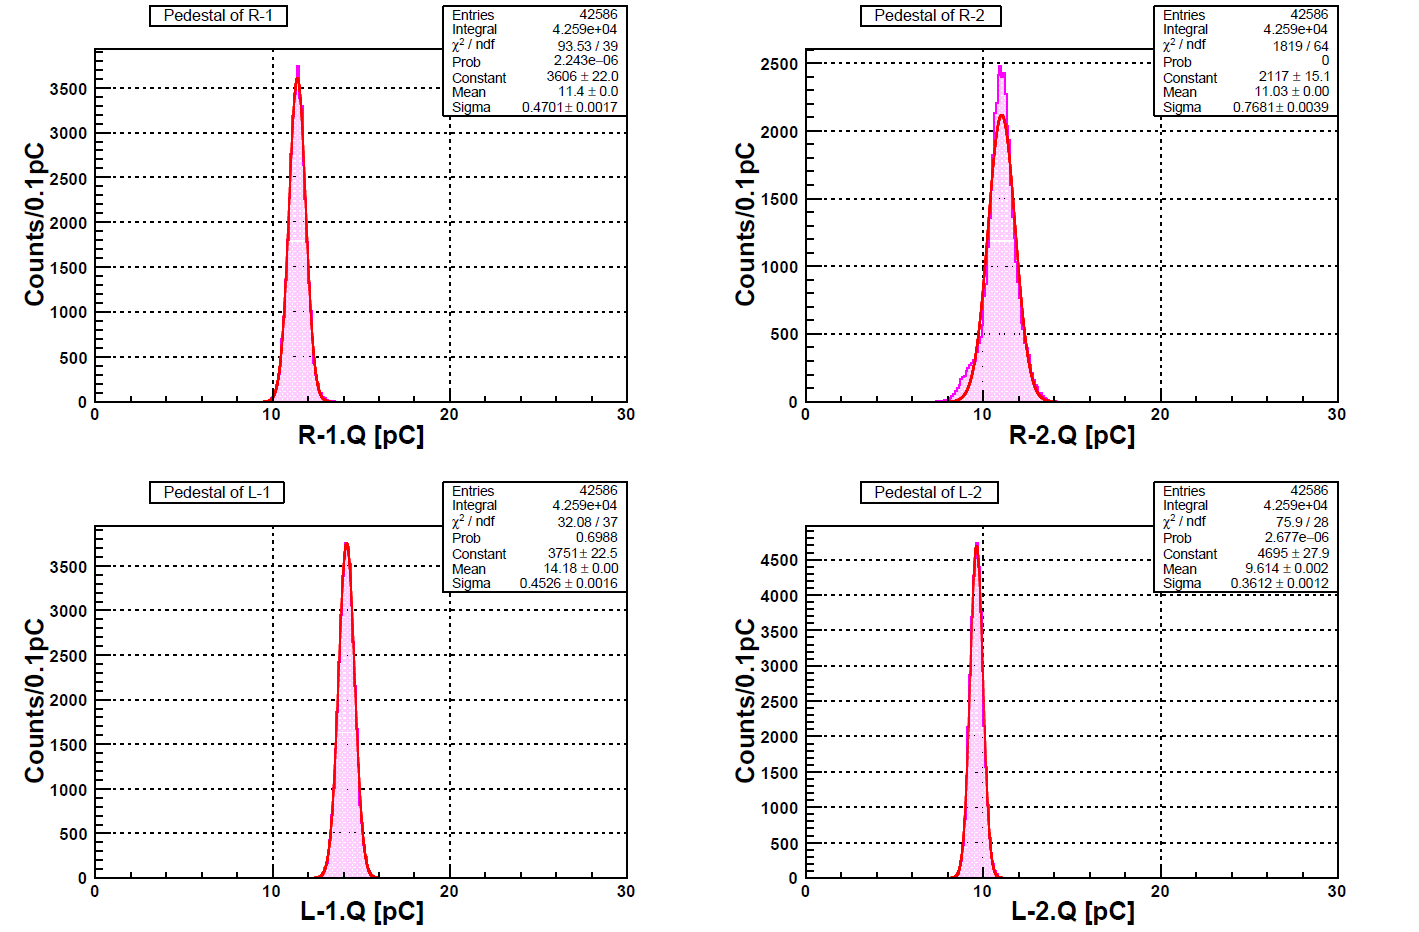 Pedestal of R-1
Entries 42586
Integral 4.259e+04
χ² / ndf 93.53 / 39
Prob 2.243e−06
Constant 3606 ± 22.0
Mean 11.4 ± 0.0
Sigma 0.4701 ± 0.0017
3500
3000
2500
2000
1500
1000
500
0
0 10 20 30
Counts/0.1pC
R-1.Q [pC]
Pedestal of R-2
Entries 42586
Integral 4.259e+04
χ² / ndf 1819 / 64
Prob 0
Constant 2117 ± 15.1
Mean 11.03 ± 0.00
Sigma 0.7681 ± 0.0039
2500
2000
1500
1000
500
0
0 10 20 30
Counts/0.1pC
R-2.Q [pC]
Pedestal of L-1
Entries 42586
Integral 4.259e+04
χ² / ndf 32.08 / 37
Prob 0.6988
Constant 3751 ± 22.5
Mean 14.18 ± 0.00
Sigma 0.4526 ± 0.0016
3500
3000
2500
2000
1500
1000
500
0
0 10 20 30
Counts/0.1pC
L-1.Q [pC]
Pedestal of L-2
Entries 42586
Integral 4.259e+04
χ² / ndf 75.9 / 28
Prob 2.677e−06
Constant 4695 ± 27.9
Mean 9.614 ± 0.002
Sigma 0.3612 ± 0.0012
4500
4000
3500
3000
2500
2000
1500
1000
500
0
0 10 20 30
Counts/0.1pC
L-2.Q [pC]